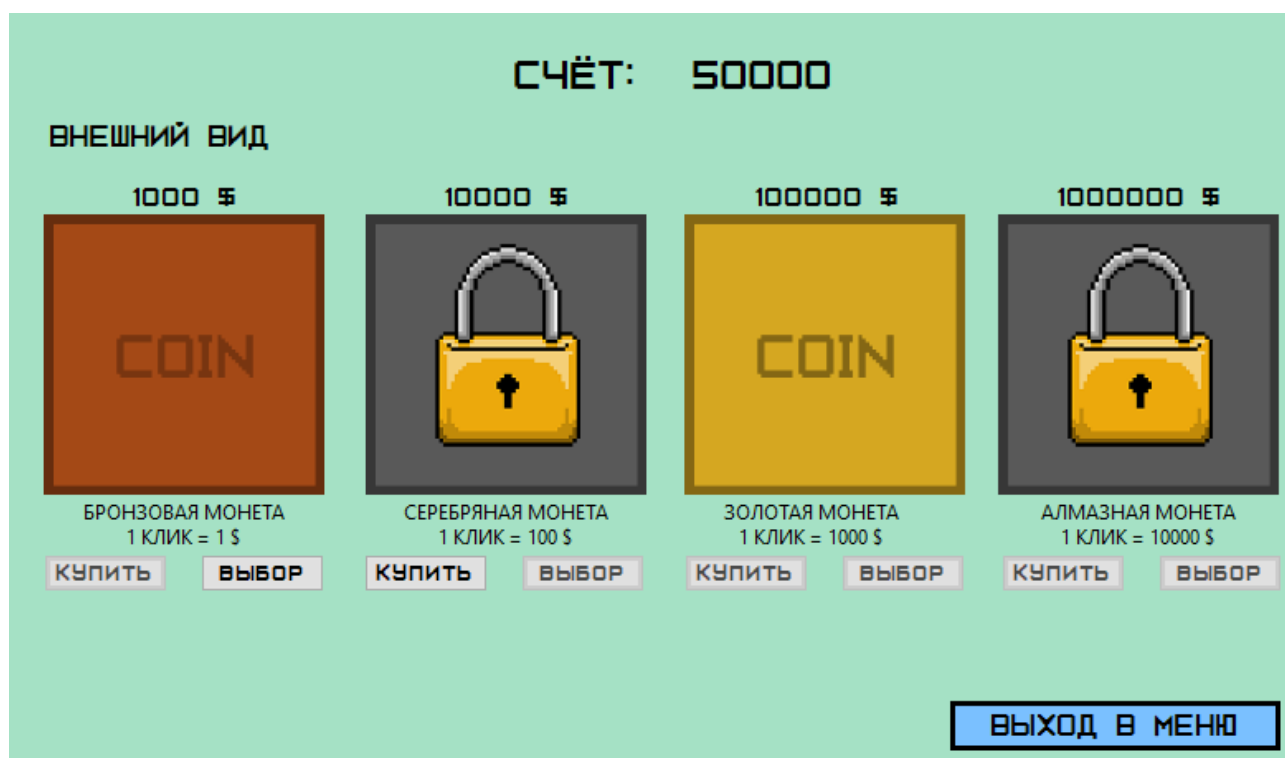 СЧЁТ: 50000
ВНЕШНИЙ ВИД
1000 $ 10000 $ 100000 $ 1000000 $
COIN COIN
БРОНЗОВАЯ МОНЕТА СЕРЕБРЯНАЯ МОНЕТА ЗОЛОТАЯ МОНЕТА АЛМАЗНАЯ МОНЕТА
1 КЛИК = 1 $ 1 КЛИК = 100 $ 1 КЛИК = 1000 $ 1 КЛИК = 10000 $
КУПИТЬ ВЫБОР КУПИТЬ ВЫБОР КУПИТЬ ВЫБОР КУПИТЬ ВЫБОР
ВЫХОД В МЕНЮ